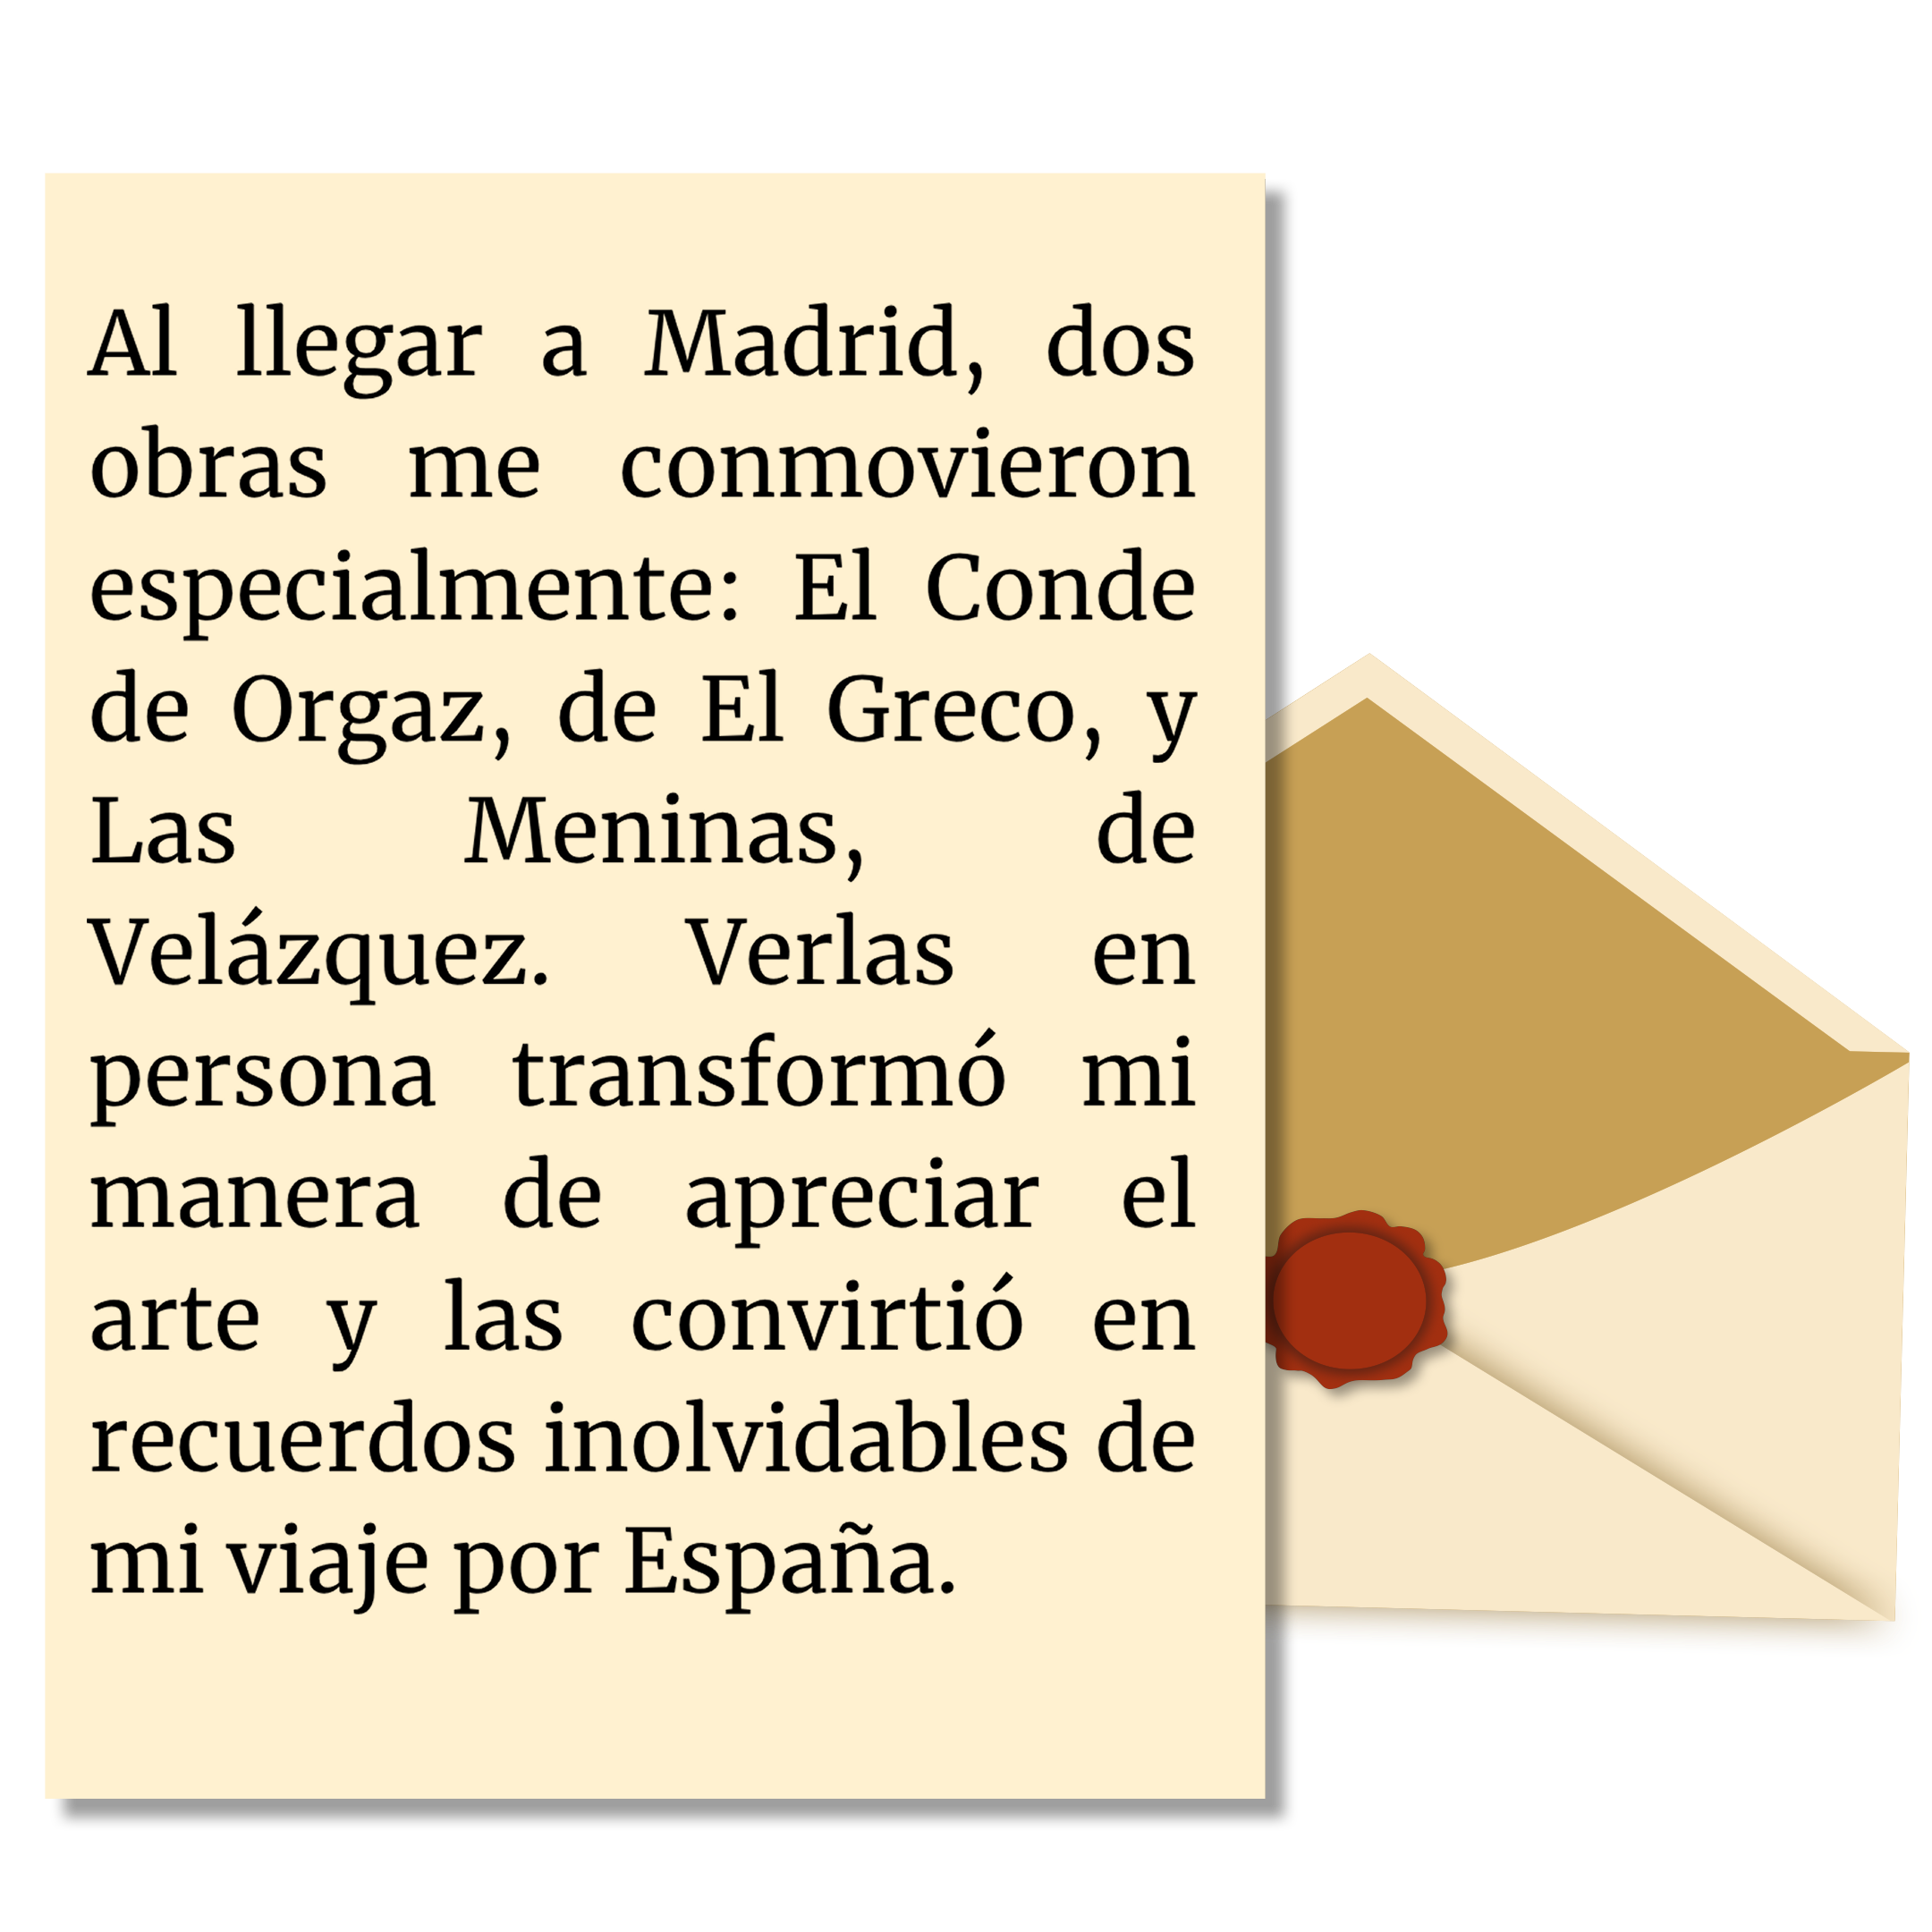 Al llegar a Madrid, dos
obras me conmovieron
especialmente: El Conde
de Orgaz, de El Greco, y
Las Meninas, de
Velázquez. Verlas en
persona transformó mi
manera de apreciar el
arte y las convirtió en
recuerdos inolvidables de
mi viaje por España.